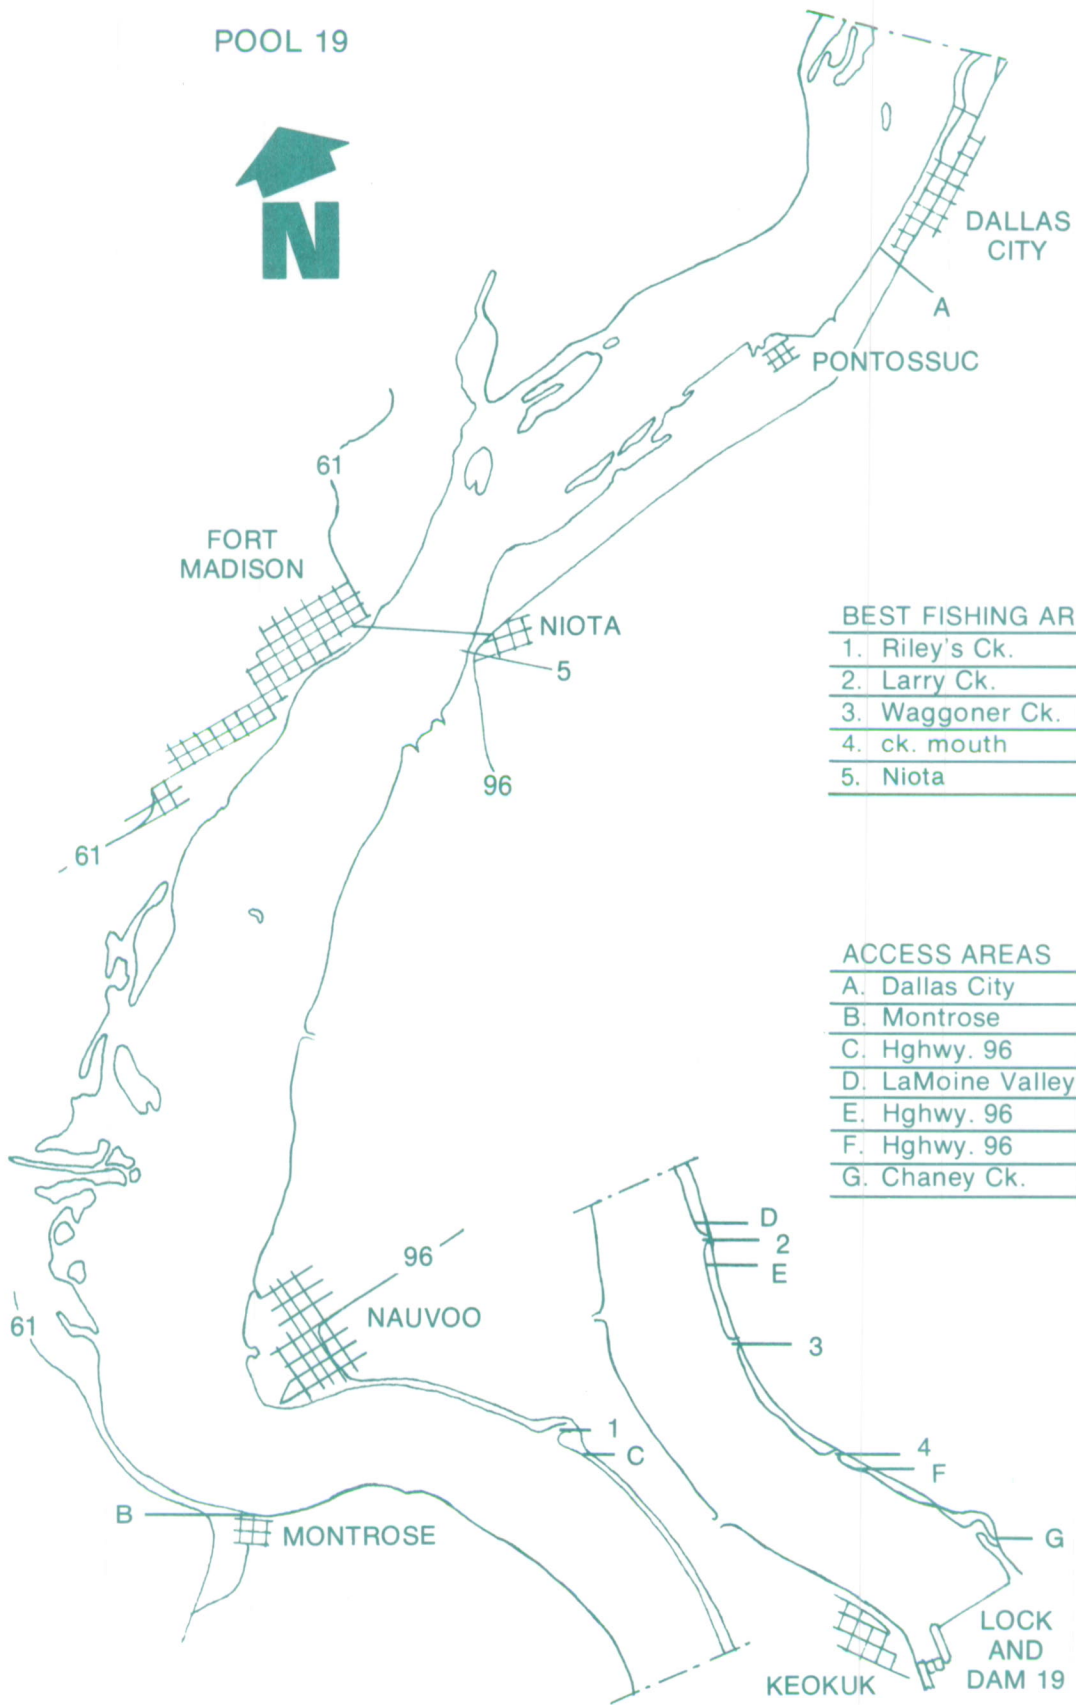 POOL 19
N
DALLAS
CITY
A
PONTOSSUC
61
FORT
MADISON
NIOTA
5
96
61
BEST FISHING AR
1. Riley's Ck.
2. Larry Ck.
3. Waggoner Ck.
4. ck. mouth
5. Niota
ACCESS AREAS
A. Dallas City
B. Montrose
C. Hghwy. 96
D. LaMoine Valley
E. Hghwy. 96
F. Hghwy. 96
G. Chaney Ck.
96
NAUVOO
61
D
2
E
3
1
C
4
F
B
MONTROSE
G
KEOKUK
LOCK
AND
DAM 19